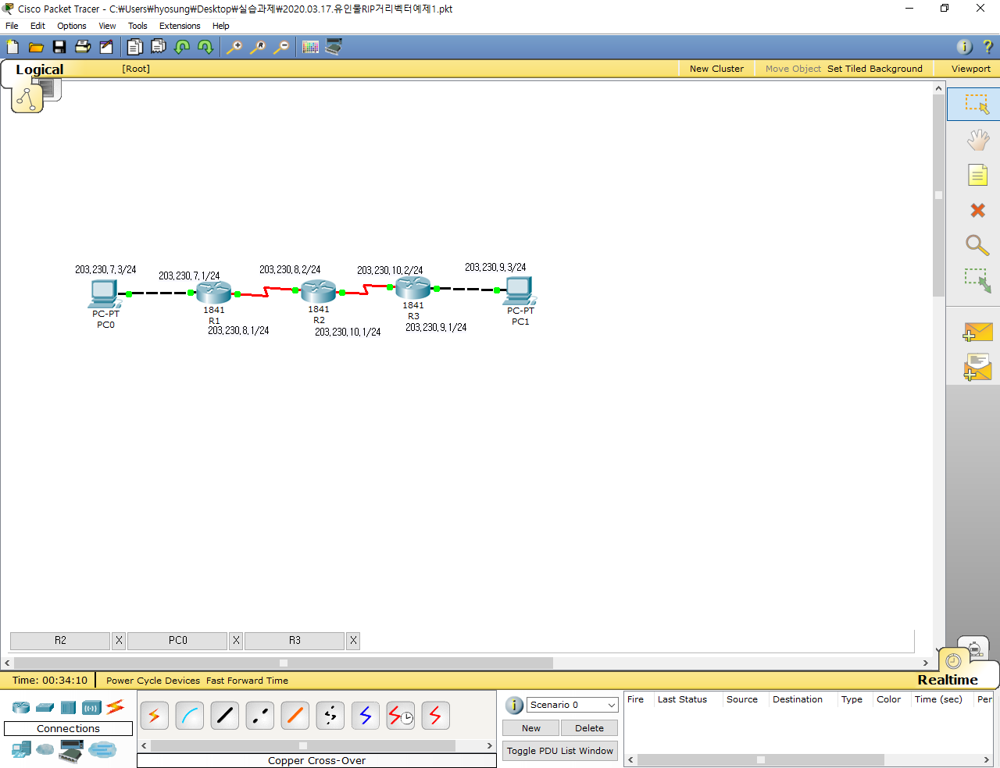 Cisco Packet Tracer - C:₩Users₩hyosung₩Desktop₩실습과제₩2020.03.17.유인물RIP거리벡터예제1.pkt
File Edit Options View Tools Extensions Help
Logical [Root] New Cluster Move Object Set Tiled Background Viewport
203.230.7.3/24 203.230.7.1/24 203.230.8.2/24 203.230.10.2/24 203.230.9.3/24
PC-PT 1841 1841 1841 PC-PT
PC0 R1 R2 R3 PC1
203.230.8.1/24 203.230.10.1/24 203.230.9.1/24
R2 X PC0 X R3 X
Time: 00:34:10 Power Cycle Devices Fast Forward Time Realtime
Connections
Copper Cross-Over
Scenario 0
New Delete
Toggle PDU List Window
Fire Last Status Source Destination Type Color Time (sec) Per